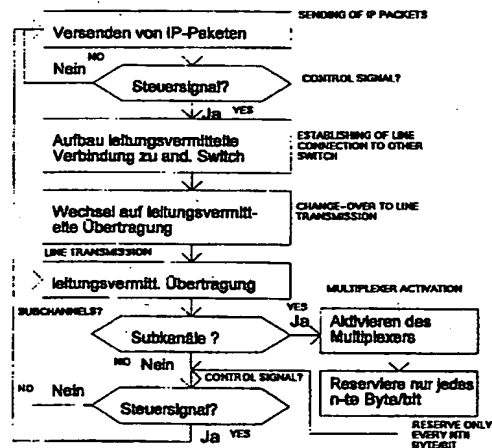 SENDING OF IP PACKETS
Versenden von IP-Paketen
NO
Nein
Steuersignal?
CONTROL SIGNAL?
Ja YES
Aufbau leitungsvermittelte
Verbindung zu and. Switch
ESTABLISHING OF LINE
CONNECTION TO OTHER
SWITCH
Wechsel auf leitungsvermitt-
elte Übertragung
CHANGE-OVER TO LINE
TRANSMISSION
LINE TRANSMISSION
leitungsvermitt. Übertragung
SUBCHANNELS?
Subkanäle ?
YES
Ja
MULTIPLEXER ACTIVATION
Aktivieren des
Multiplexers
NO Nein
CONTROL SIGNAL?
Reserviere nur jedes
n-te Byte/bit
NO Nein
Steuersignal?
Ja YES
RESERVE ONLY
EVERY NTH
BYTE/BIT